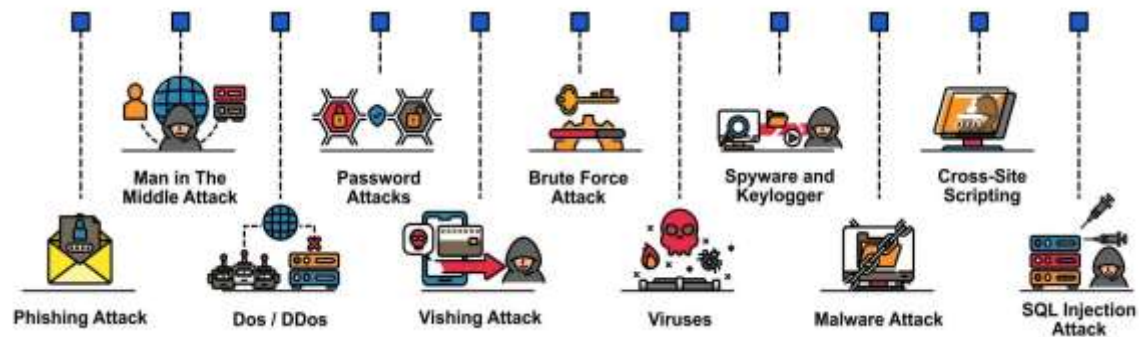 Man in The
Middle Attack
Password
Attacks
Brute Force
Attack
Spyware and
Keylogger
Cross-Site
Scripting
Phishing Attack
Dos / DDos
Vishing Attack
Viruses
Malware Attack
SQL Injection
Attack